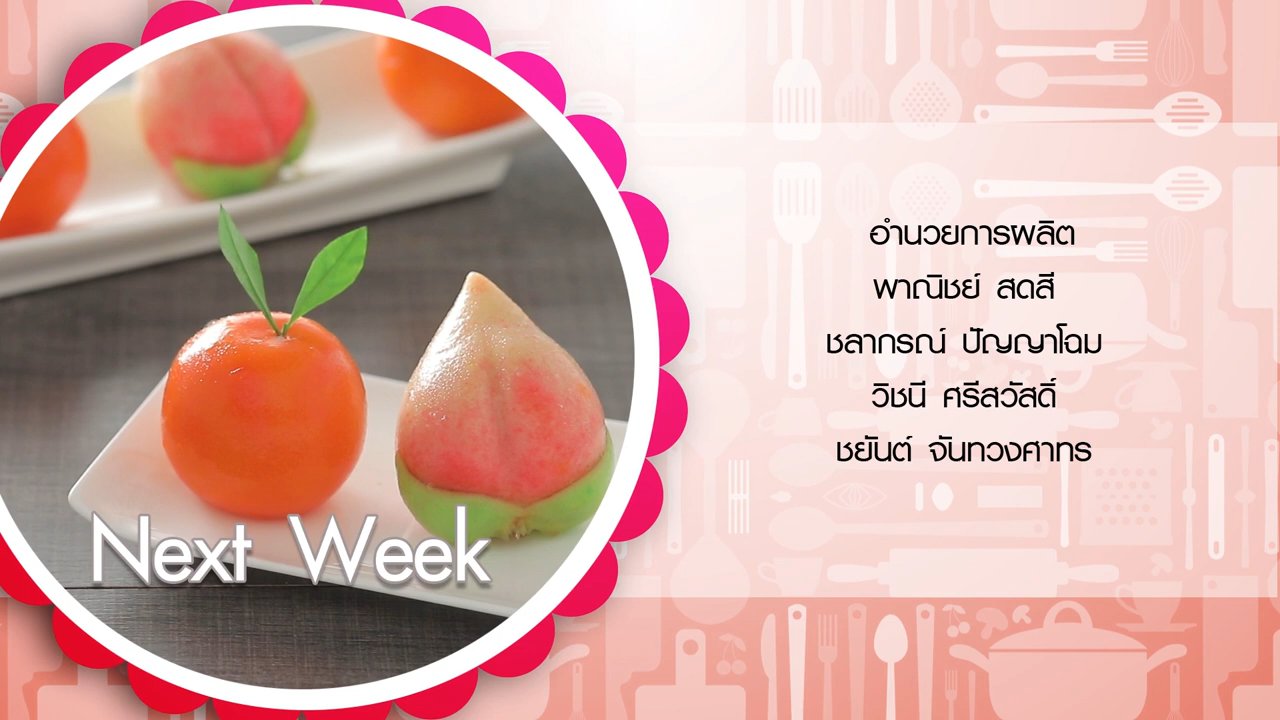 อำนวยการผลิต
พาณิชย์ สดสี
ชลากรณ์ ปัญญาโฉม
วิชนี ศรีสวัสดิ์
ชยันต์ จันทวงศาทร
Next Week